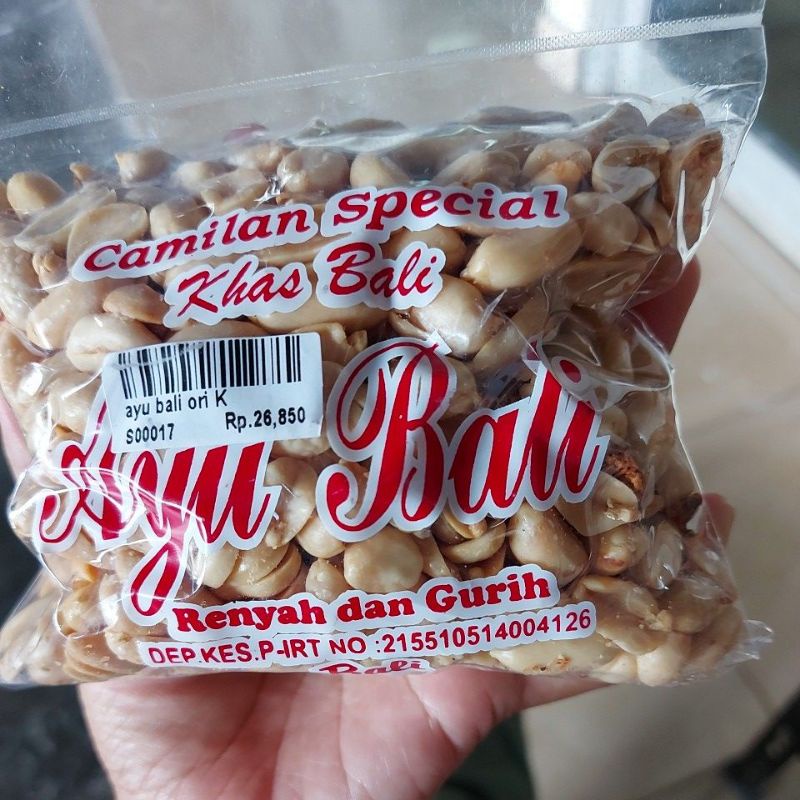 Camilan Special
Khas Bali
ayu bali ori K
S00017 Rp.26,850
Ayu Bali
Renyah dan Gurih
DEP.KES.P-IRT NO :215510514004126
Bali